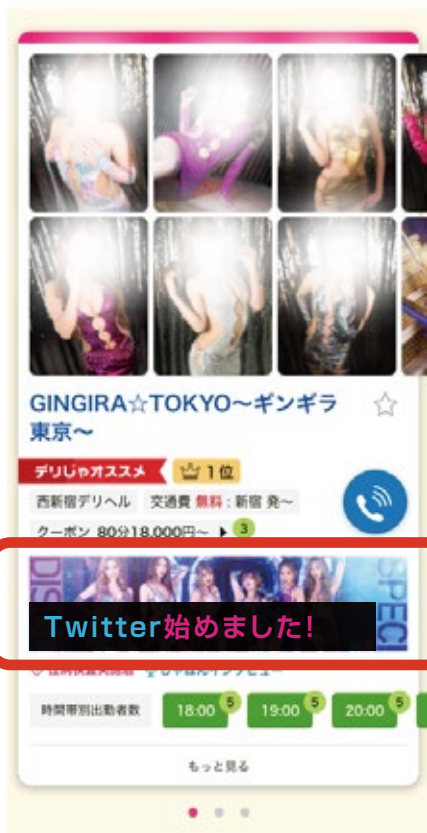 GINGIRA☆TOKYO〜ギンギラ
東京〜
デリじゃオススメ
1位
西新宿デリヘル
交通費 無料：新宿 発〜
クーポン 80分18,000円〜 ▶ 3
DIS
SPECI
Twitter始めました！
時間帯別出勤者数
18:00 5
19:00 5
20:00 5
もっと見る